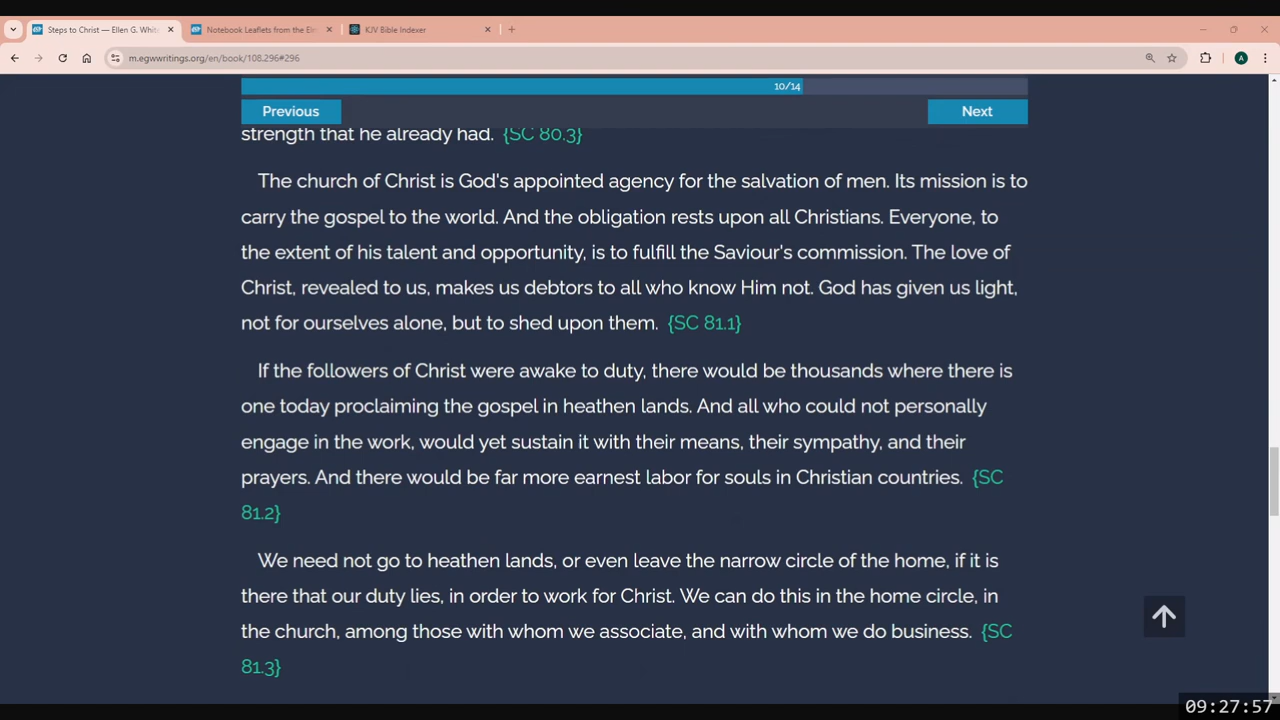 Steps to Christ — Ellen G. Whit
Notebook Leaflets from the Eln
KJV Bible Indexer
m.egwwritings.org/en/book/108.296#296
A
10/14
Previous
Next
strength that he already had. {SC 80.3}
The church of Christ is God's appointed agency for the salvation of men. Its mission is to
carry the gospel to the world. And the obligation rests upon all Christians. Everyone, to
the extent of his talent and opportunity, is to fulfill the Saviour's commission. The love of
Christ, revealed to us, makes us debtors to all who know Him not. God has given us light,
not for ourselves alone, but to shed upon them. {SC 81.1}
If the followers of Christ were awake to duty, there would be thousands where there is
one today proclaiming the gospel in heathen lands. And all who could not personally
engage in the work, would yet sustain it with their means, their sympathy, and their
prayers. And there would be far more earnest labor for souls in Christian countries. {SC
81.2}
We need not go to heathen lands, or even leave the narrow circle of the home, if it is
there that our duty lies, in order to work for Christ. We can do this in the home circle, in
the church, among those with whom we associate, and with whom we do business. {SC
81.3}
09:27:57